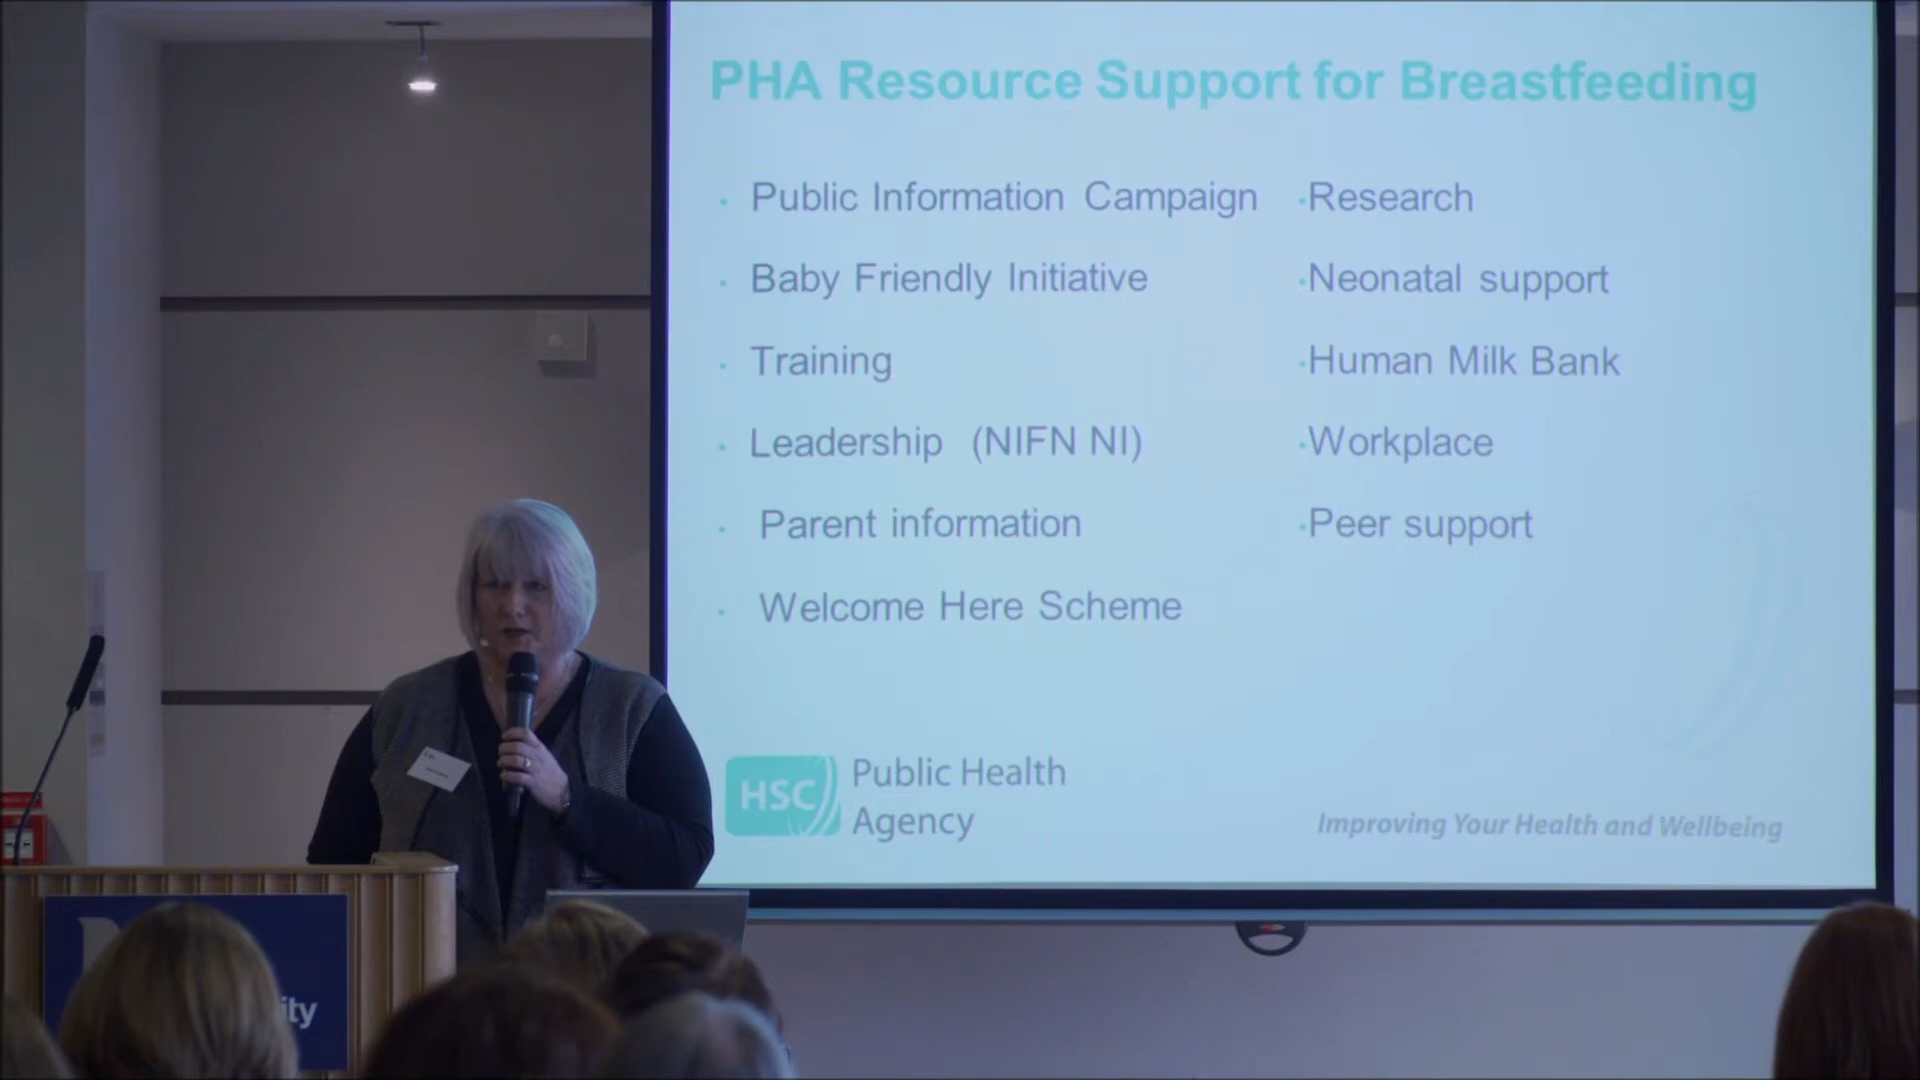 PHA Resource Support for Breastfeeding
Public Information Campaign
Baby Friendly Initiative
Training
Leadership (NIFN NI)
Parent information
Welcome Here Scheme
Research
Neonatal support
Human Milk Bank
Workplace
Peer support
HSC
Public Health
Agency
Improving Your Health and Wellbeing
ity